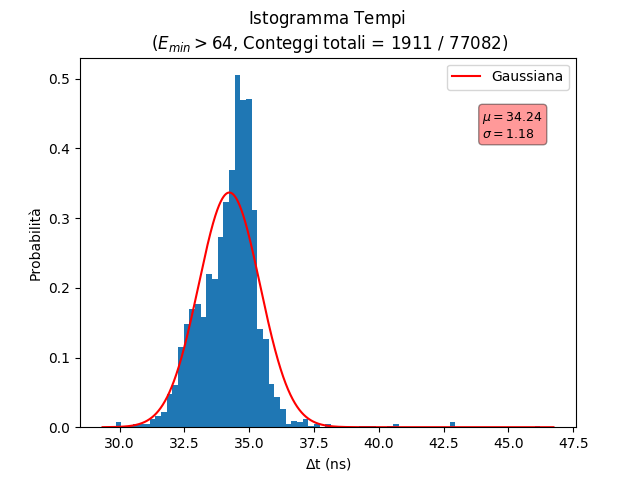 Istogramma Tempi
(E_min > 64, Conteggi totali = 1911 / 77082)
Gaussiana
μ = 34.24
σ = 1.18
Probabilità
0.5
0.4
0.3
0.2
0.1
0.0
30.0 32.5 35.0 37.5 40.0 42.5 45.0 47.5
Δt (ns)